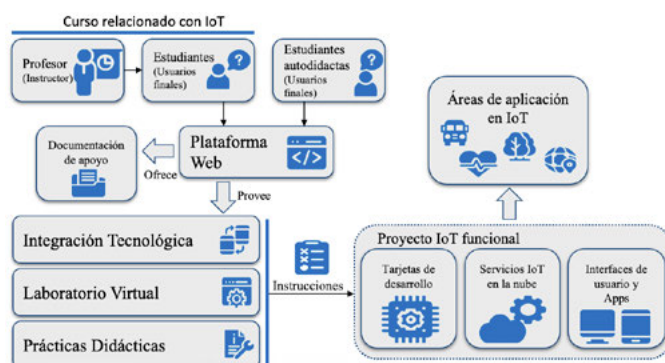 Curso relacionado con IoT
Profesor
(Instructor)
Estudiantes
(Usuarios
finales)
Estudiantes
autodidactas
(Usuarios
finales)
Documentación
de apoyo
Ofrece
Plataforma
Web
</>
Provee
Integración Tecnológica
Laboratorio Virtual
Prácticas Didácticas
Instrucciones
Áreas de aplicación
en IoT
Proyecto IoT funcional
Tarjetas de
desarrollo
Servicios IoT
en la nube
Interfaces de
usuario y
Apps